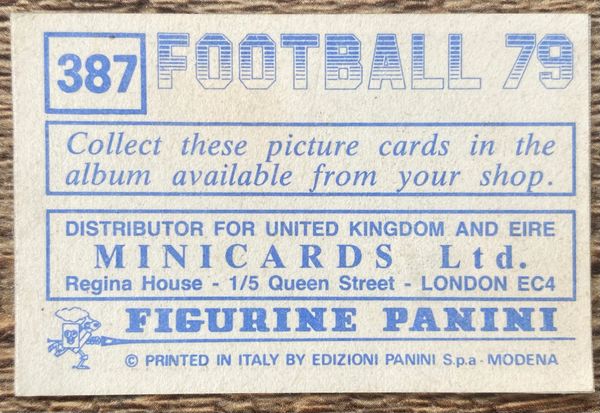 387 FOOTBALL 79
Collect these picture cards in the
album available from your shop.
DISTRIBUTOR FOR UNITED KINGDOM AND EIRE
MINICARDS Ltd.
Regina House - 1/5 Queen Street - LONDON EC4
FIGURINE PANINI
© PRINTED IN ITALY BY EDIZIONI PANINI S.p.a - MODENA